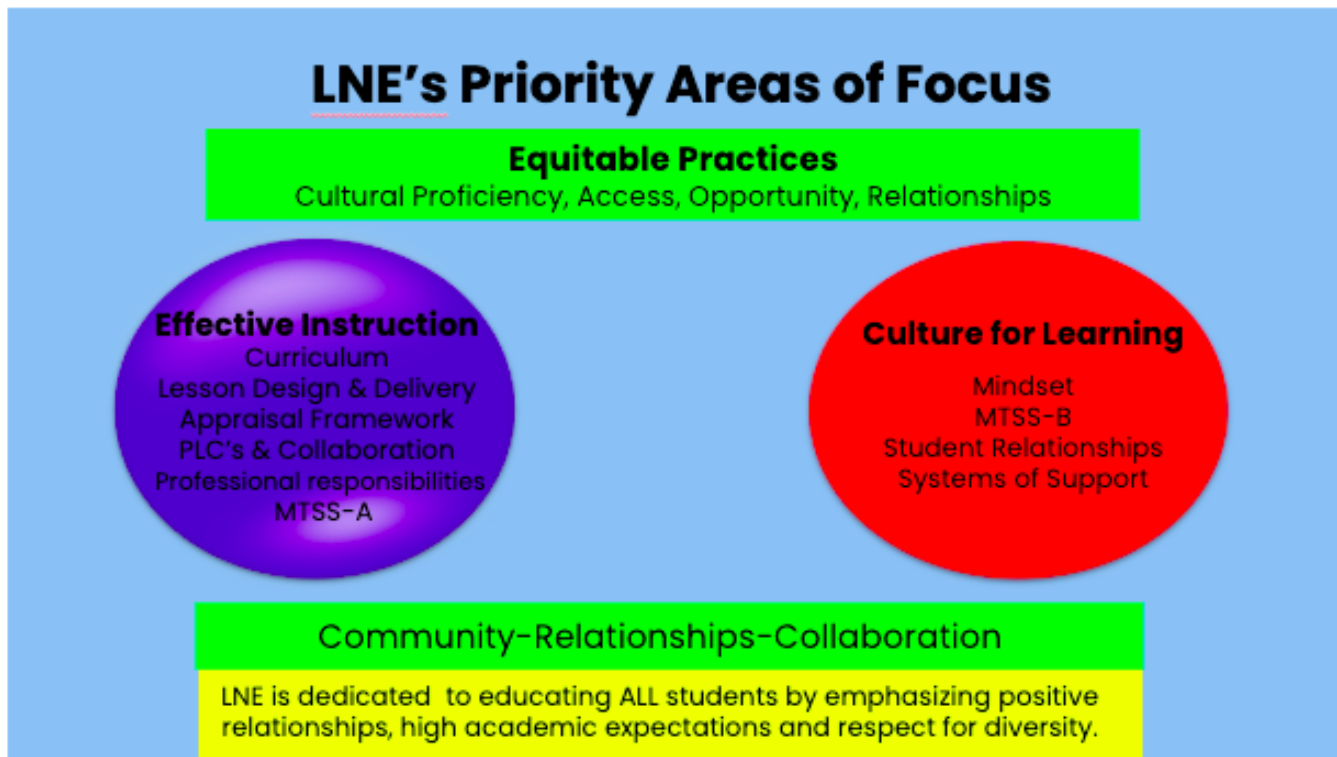 LNE’s Priority Areas of Focus
Equitable Practices
Cultural Proficiency, Access, Opportunity, Relationships
Effective Instruction
Curriculum
Lesson Design & Delivery
Appraisal Framework
PLC’s & Collaboration
Professional responsibilities
MTSS-A
Culture for Learning
Mindset
MTSS-B
Student Relationships
Systems of Support
Community-Relationships-Collaboration
LNE is dedicated  to educating ALL students by emphasizing positive
relationships, high academic expectations and respect for diversity.